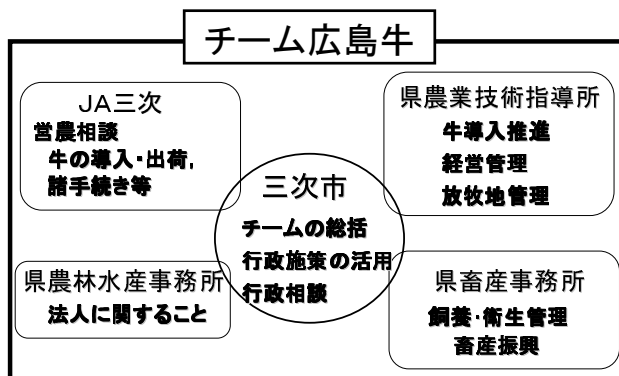 チーム広島牛
JA三次
営農相談
牛の導入・出荷,
諸手続き等
県農業技術指導所
牛導入推進
経営管理
放牧地管理
三次市
チームの総括
行政施策の活用
行政相談
県農林水産事務所
法人に関すること
県畜産事務所
飼養・衛生管理
畜産振興